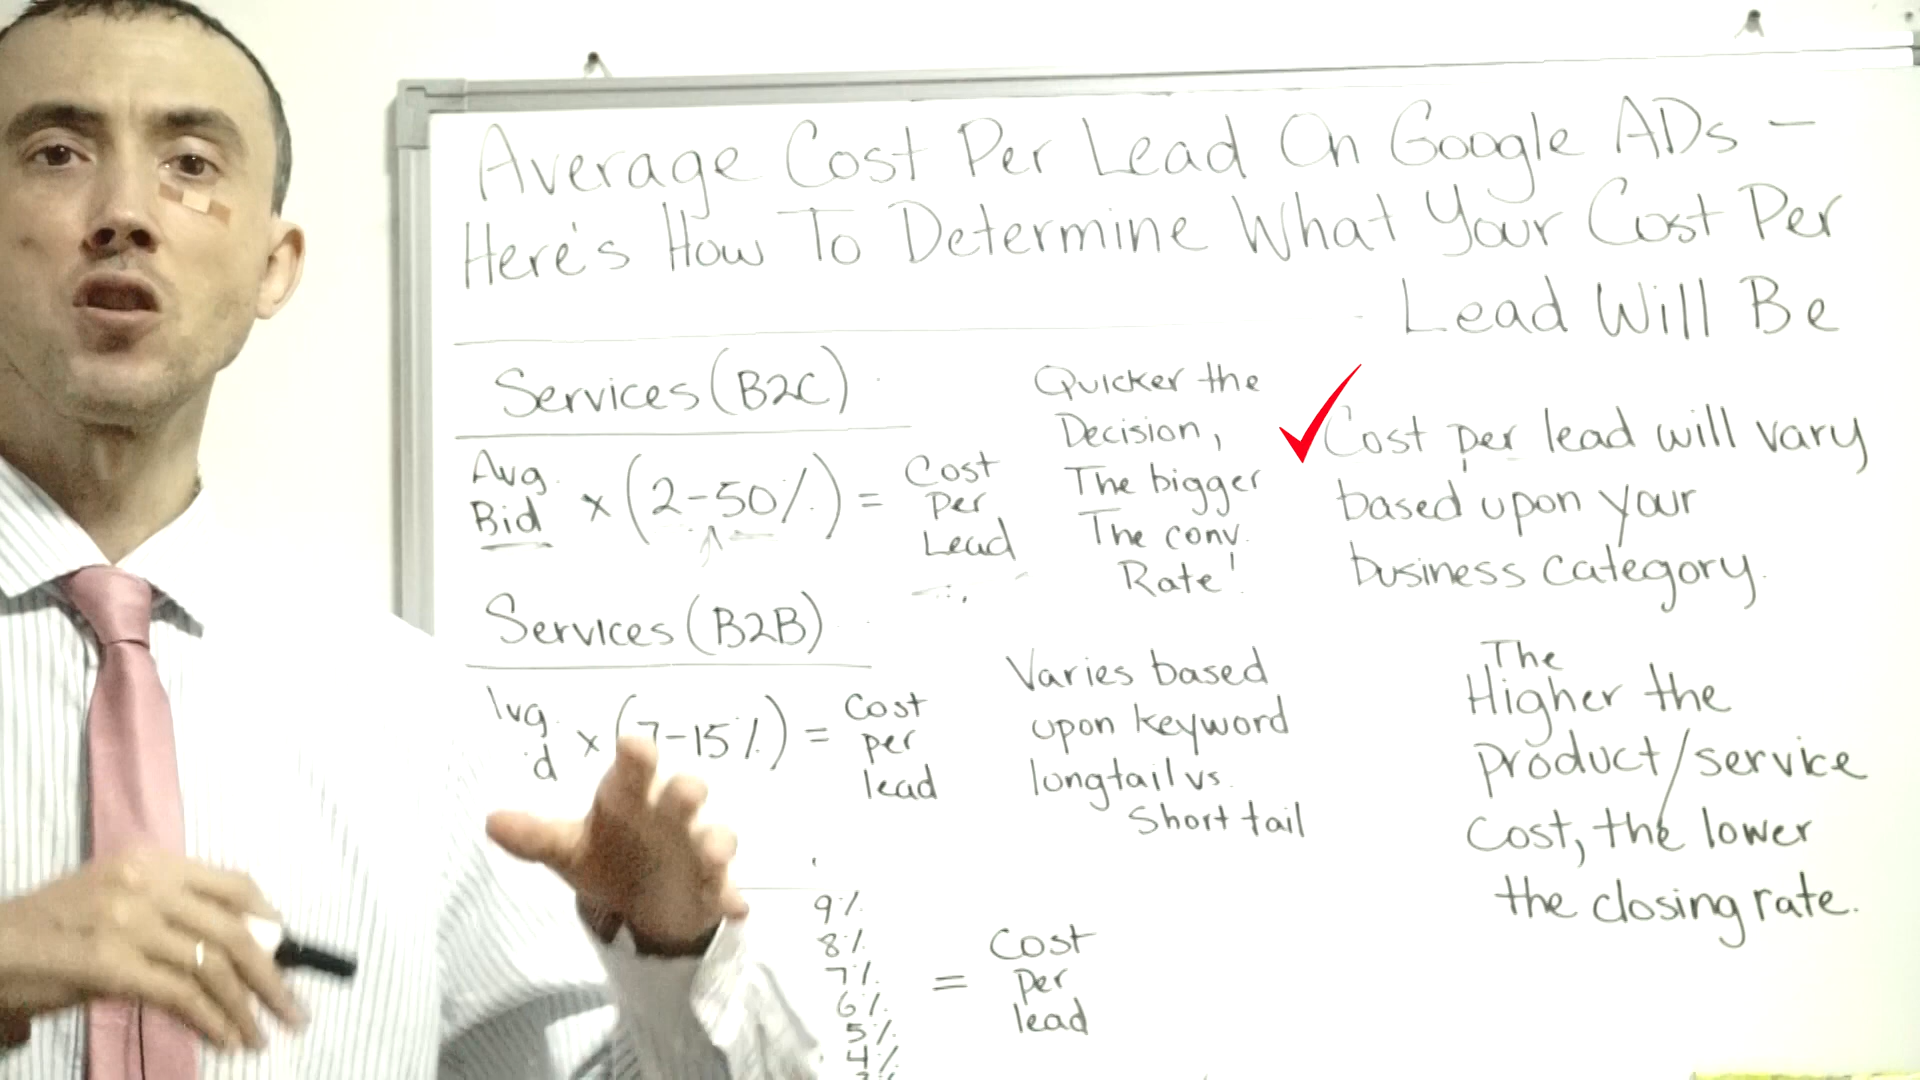 Average Cost Per Lead On Google ADs -
Here's How To Determine What Your Cost Per
Lead Will Be
Services (B2C)
Avg Bid x (2-50%) = Cost Per Lead
Quicker the
Decision,
The bigger
The conv.
Rate!
Cost per lead will vary
based upon your
business category.
Services (B2B)
vg
d x (7-15%) = Cost per lead
Varies based
upon keyword
longtail vs.
Short tail
The
Higher the
product/service
Cost, the lower
the closing rate.
9%
8%
7%
6%
5%
4%
= Cost per lead